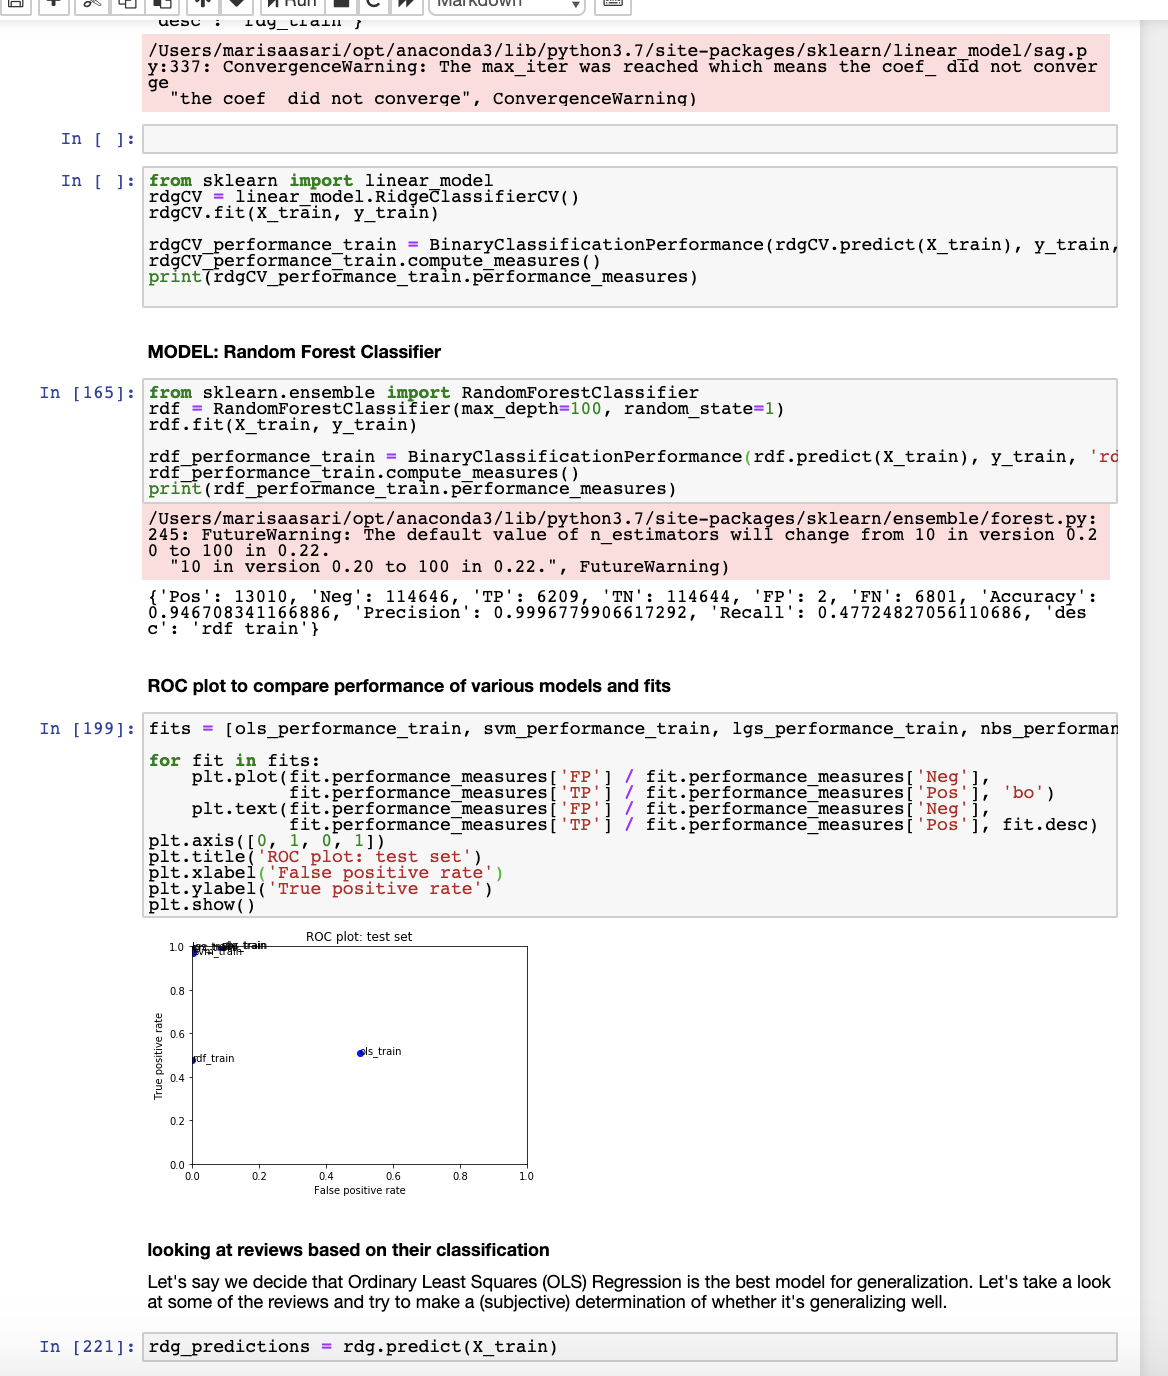 desc : 'rdg_train'}
/Users/marisaasari/opt/anaconda3/lib/python3.7/site-packages/sklearn/linear_model/sag.p
y:337: ConvergenceWarning: The max_iter was reached which means the coef_ did not conver
ge
"the coef_ did not converge", ConvergenceWarning)
In [ ]:
In [ ]:
from sklearn import linear_model
rdgCV = linear_model.RidgeClassifierCV()
rdgCV.fit(X_train, y_train)
rdgCV_performance_train = BinaryClassificationPerformance(rdgCV.predict(X_train), y_train,
rdgCV_performance_train.compute_measures()
print(rdgCV_performance_train.performance_measures)
MODEL: Random Forest Classifier
In [165]:
from sklearn.ensemble import RandomForestClassifier
rdf = RandomForestClassifier(max_depth=100, random_state=1)
rdf.fit(X_train, y_train)
rdf_performance_train = BinaryClassificationPerformance(rdf.predict(X_train), y_train, 'rd
rdf_performance_train.compute_measures()
print(rdf_performance_train.performance_measures)
/Users/marisaasari/opt/anaconda3/lib/python3.7/site-packages/sklearn/ensemble/forest.py:
245: FutureWarning: The default value of n_estimators will change from 10 in version 0.2
0 to 100 in 0.22.
"10 in version 0.20 to 100 in 0.22.", FutureWarning)
{'Pos': 13010, 'Neg': 114646, 'TP': 6209, 'TN': 114644, 'FP': 2, 'FN': 6801, 'Accuracy':
0.946708341166886, 'Precision': 0.9996779906617292, 'Recall': 0.47724827056110686, 'des
c': 'rdf_train'}
ROC plot to compare performance of various models and fits
In [199]:
fits = [ols_performance_train, svm_performance_train, lgs_performance_train, nbs_performan
for fit in fits:
plt.plot(fit.performance_measures['FP'] / fit.performance_measures['Neg'],
fit.performance_measures['TP'] / fit.performance_measures['Pos'], 'bo')
plt.text(fit.performance_measures['FP'] / fit.performance_measures['Neg'],
fit.performance_measures['TP'] / fit.performance_measures['Pos'], fit.desc)
plt.axis([0, 1, 0, 1])
plt.title('ROC plot: test set')
plt.xlabel('False positive rate')
plt.ylabel('True positive rate')
plt.show()
ROC plot: test set
1.0
svm_train
0.8
0.6
ols_train
rdf_train
0.4
0.2
0.0
0.0 0.2 0.4 0.6 0.8 1.0
True positive rate
False positive rate
looking at reviews based on their classification
Let's say we decide that Ordinary Least Squares (OLS) Regression is the best model for generalization. Let's take a look
at some of the reviews and try to make a (subjective) determination of whether it's generalizing well.
In [221]:
rdg_predictions = rdg.predict(X_train)